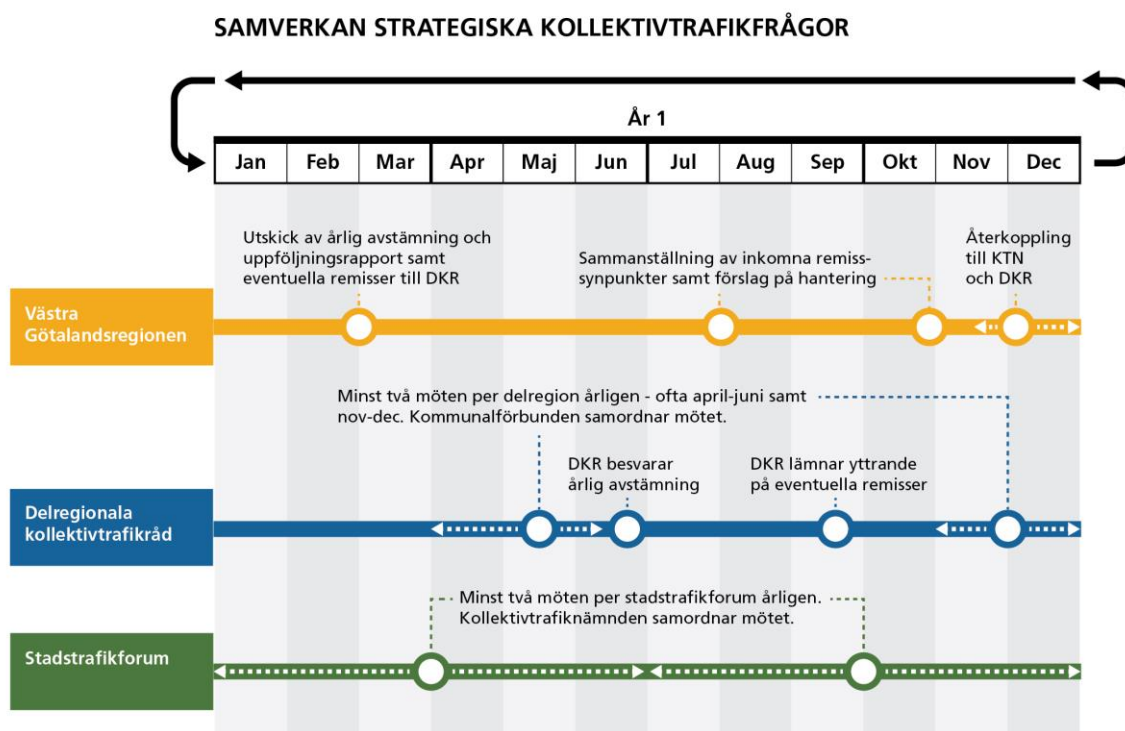 SAMVERKAN STRATEGISKA KOLLEKTIVTRAFIKFRÅGOR
År 1
Jan Feb Mar Apr Maj Jun Jul Aug Sep Okt Nov Dec
Utskick av årlig avstämning och
uppföljningsrapport samt
eventuella remisser till DKR
Sammanställning av inkomna remiss-
synpunkter samt förslag på hantering
Återkoppling
till KTN
och DKR
Västra
Götalandsregionen
Minst två möten per delregion årligen - ofta april-juni samt
nov-dec. Kommunalförbunden samordnar mötet.
DKR besvarar
årlig avstämning
DKR lämnar yttrande
på eventuella remisser
Delregionala
kollektivtrafikråd
Minst två möten per stadstrafikforum årligen.
Kollektivtrafiknämnden samordnar mötet.
Stadstrafikforum